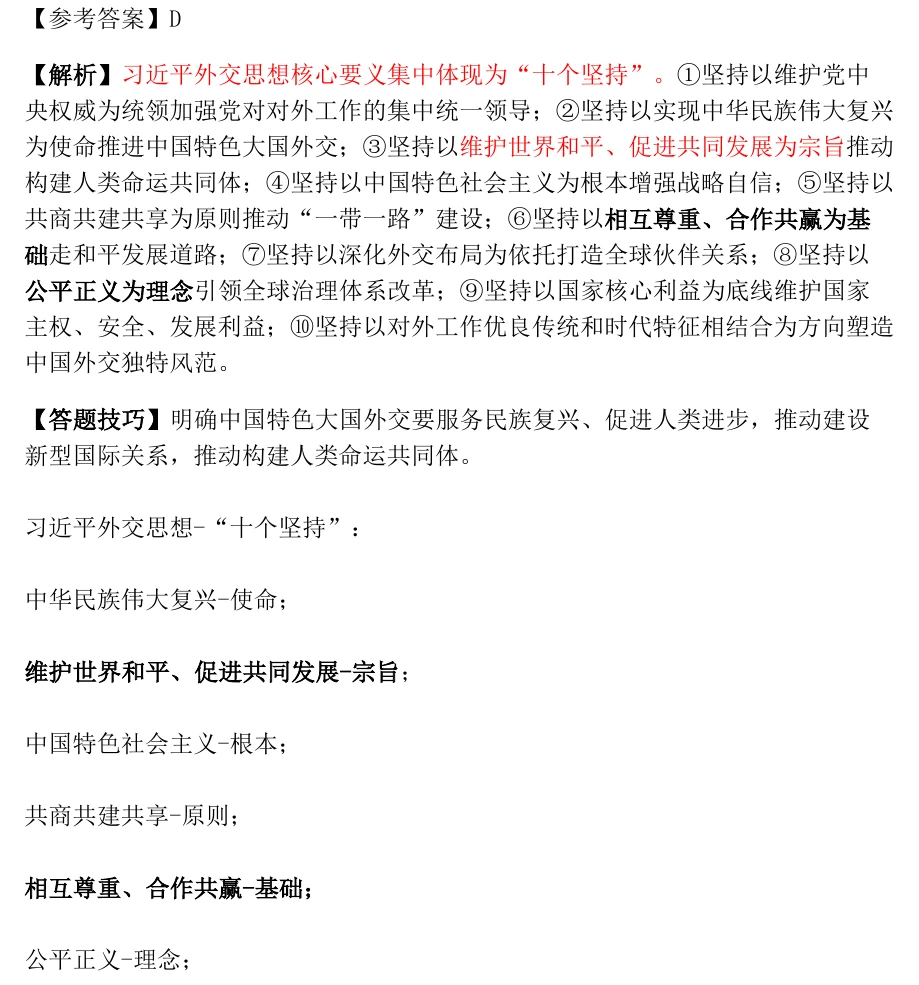 【参考答案】D
【解析】习近平外交思想核心要义集中体现为“十个坚持”。①坚持以维护党中
央权威为统领加强党对对外工作的集中统一领导；②坚持以实现中华民族伟大复兴
为使命推进中国特色大国外交；③坚持以维护世界和平、促进共同发展为宗旨推动
构建人类命运共同体；④坚持以中国特色社会主义为根本增强战略自信；⑤坚持以
共商共建共享为原则推动“一带一路”建设；⑥坚持以相互尊重、合作共赢为基
础走和平发展道路；⑦坚持以深化外交布局为依托打造全球伙伴关系；⑧坚持以
公平正义为理念引领全球治理体系改革；⑨坚持以国家核心利益为底线维护国家
主权、安全、发展利益；⑩坚持以对外工作优良传统和时代特征相结合为方向塑造
中国外交独特风范。
【答题技巧】明确中国特色大国外交要服务民族复兴、促进人类进步，推动建设
新型国际关系，推动构建人类命运共同体。
习近平外交思想-“十个坚持”：
中华民族伟大复兴-使命；
维护世界和平、促进共同发展-宗旨；
中国特色社会主义-根本；
共商共建共享-原则；
相互尊重、合作共赢-基础；
公平正义-理念；